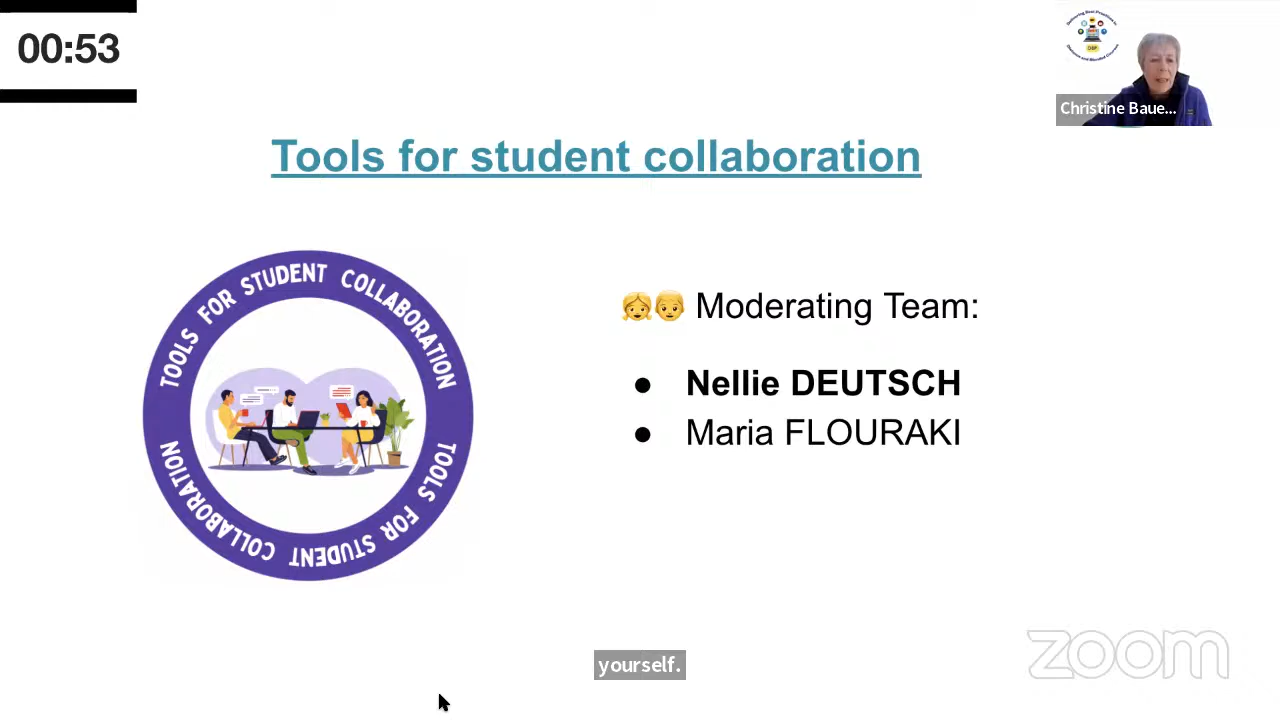 00:53
Christine Baue...
Tools for student collaboration
TOOLS FOR STUDENT COLLABORATION
TOOLS FOR STUDENT COLLABORATION
👧👦 Moderating Team:
● Nellie DEUTSCH
● Maria FLOURAKI
yourself.
zoom